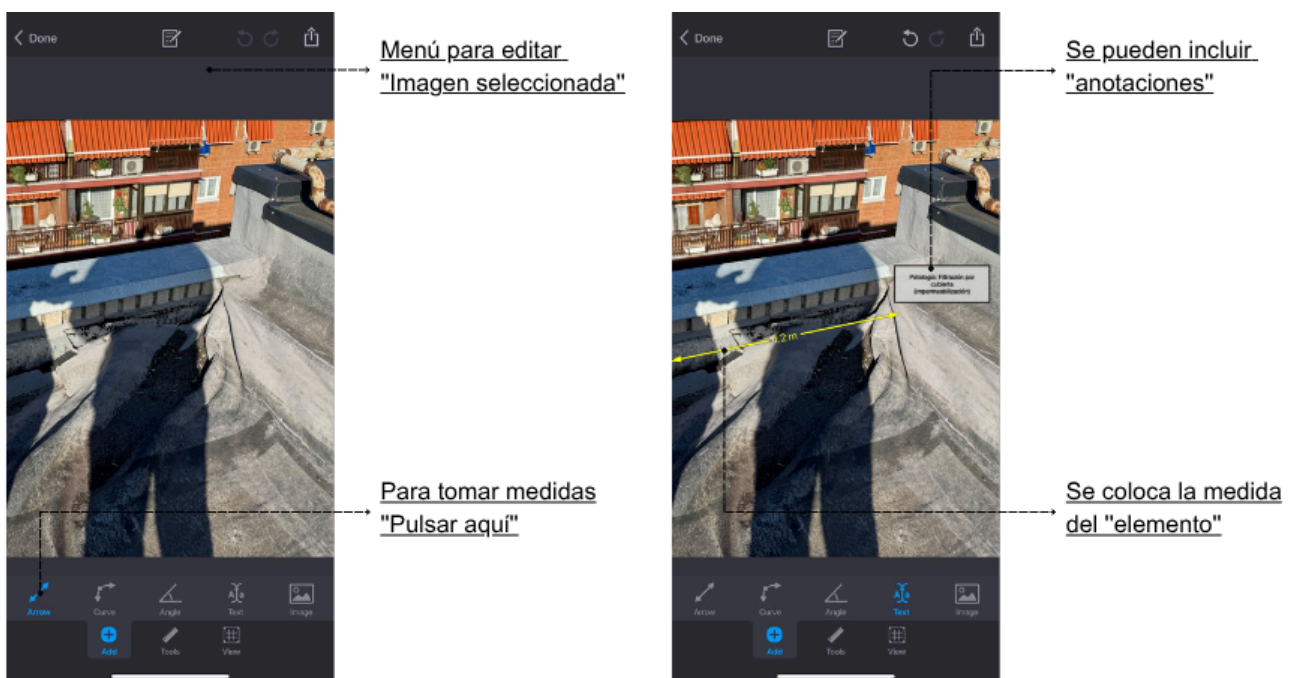 Done
Menú para editar
"Imagen seleccionada"
Para tomar medidas
"Pulsar aquí"
Arrow
Curve
Angle
Text
Image
Add
Tools
View
Done
Se pueden incluir
"anotaciones"
Patología: Filtración por
cubierta
(impermeabilización)
Se coloca la medida
del "elemento"
Arrow
Curve
Angle
Text
Image
Add
Tools
View